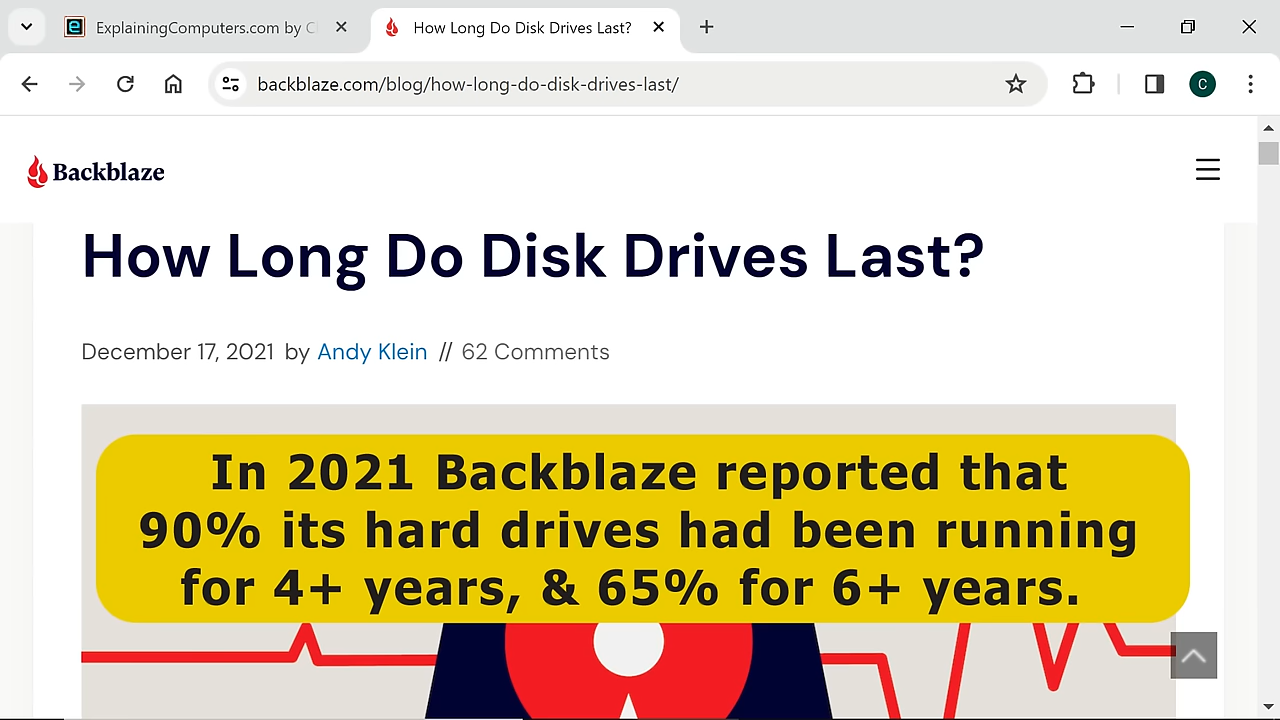 ExplainingComputers.com by C
How Long Do Disk Drives Last?
backblaze.com/blog/how-long-do-disk-drives-last/
C
Backblaze
How Long Do Disk Drives Last?
December 17, 2021 by Andy Klein // 62 Comments
In 2021 Backblaze reported that
90% its hard drives had been running
for 4+ years, & 65% for 6+ years.